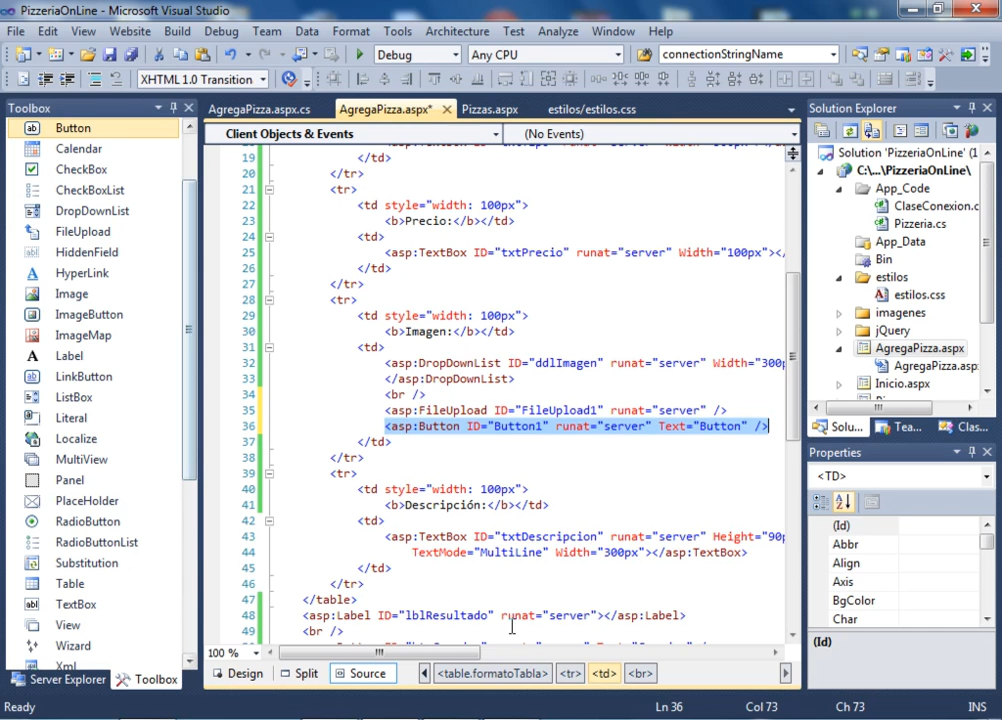 PizzeriaOnLine - Microsoft Visual Studio
File Edit View Website Build Debug Team Data Format Tools Architecture Test Analyze Window Help
Debug Any CPU connectionStringName
XHTML 1.0 Transition
Toolbox
Button
Calendar
CheckBox
CheckBoxList
DropDownList
FileUpload
HiddenField
HyperLink
Image
ImageButton
ImageMap
Label
LinkButton
ListBox
Literal
Localize
MultiView
Panel
PlaceHolder
RadioButton
RadioButtonList
Substitution
Table
TextBox
View
Wizard
Xml
Server Explorer Toolbox
AgregaPizza.aspx.cs AgregaPizza.aspx* Pizzas.aspx estilos/estilos.css
Client Objects & Events (No Events)
19 </td>
20 </tr>
21 <tr>
22 <td style="width: 100px">
23 <b>Precio:</b></td>
24 <td>
25 <asp:TextBox ID="txtPrecio" runat="server" Width="100px"></
26 </td>
27 </tr>
28 <tr>
29 <td style="width: 100px">
30 <b>Imagen:</b></td>
31 <td>
32 <asp:DropDownList ID="ddlImagen" runat="server" Width="300p
33 </asp:DropDownList>
34 <br />
35 <asp:FileUpload ID="FileUpload1" runat="server" />
36 <asp:Button ID="Button1" runat="server" Text="Button" />
37 </td>
38 </tr>
39 <tr>
40 <td style="width: 100px">
41 <b>Descripción:</b></td>
42 <td>
43 <asp:TextBox ID="txtDescripcion" runat="server" Height="90p
44 TextMode="MultiLine" Width="300px"></asp:TextBox>
45 </td>
46 </tr>
47 </table>
48 <asp:Label ID="lblResultado" runat="server"></asp:Label>
49 <br />
100 %
Design Split Source <table.formatoTabla> <tr> <td> <br>
Solution Explorer
Solution 'PizzeriaOnLine' (1
C:\...\PizzeriaOnLine\
App_Code
ClaseConexion.c
Pizzeria.cs
App_Data
Bin
estilos
estilos.css
imagenes
jQuery
AgregaPizza.aspx
AgregaPizza.asp
Inicio.aspx
Solu... Tea... Clas...
Properties
<TD>
(Id)
Abbr
Align
Axis
BgColor
Char
(Id)
Ready Ln 36 Col 73 Ch 73 INS